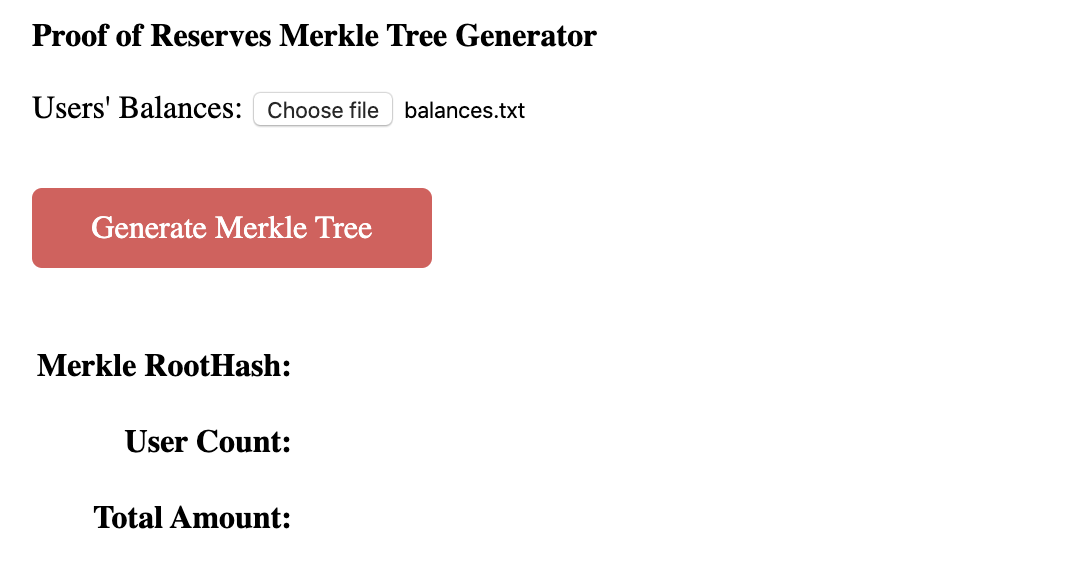 Proof of Reserves Merkle Tree Generator
Users' Balances: Choose file balances.txt
Generate Merkle Tree
Merkle RootHash:
User Count:
Total Amount: